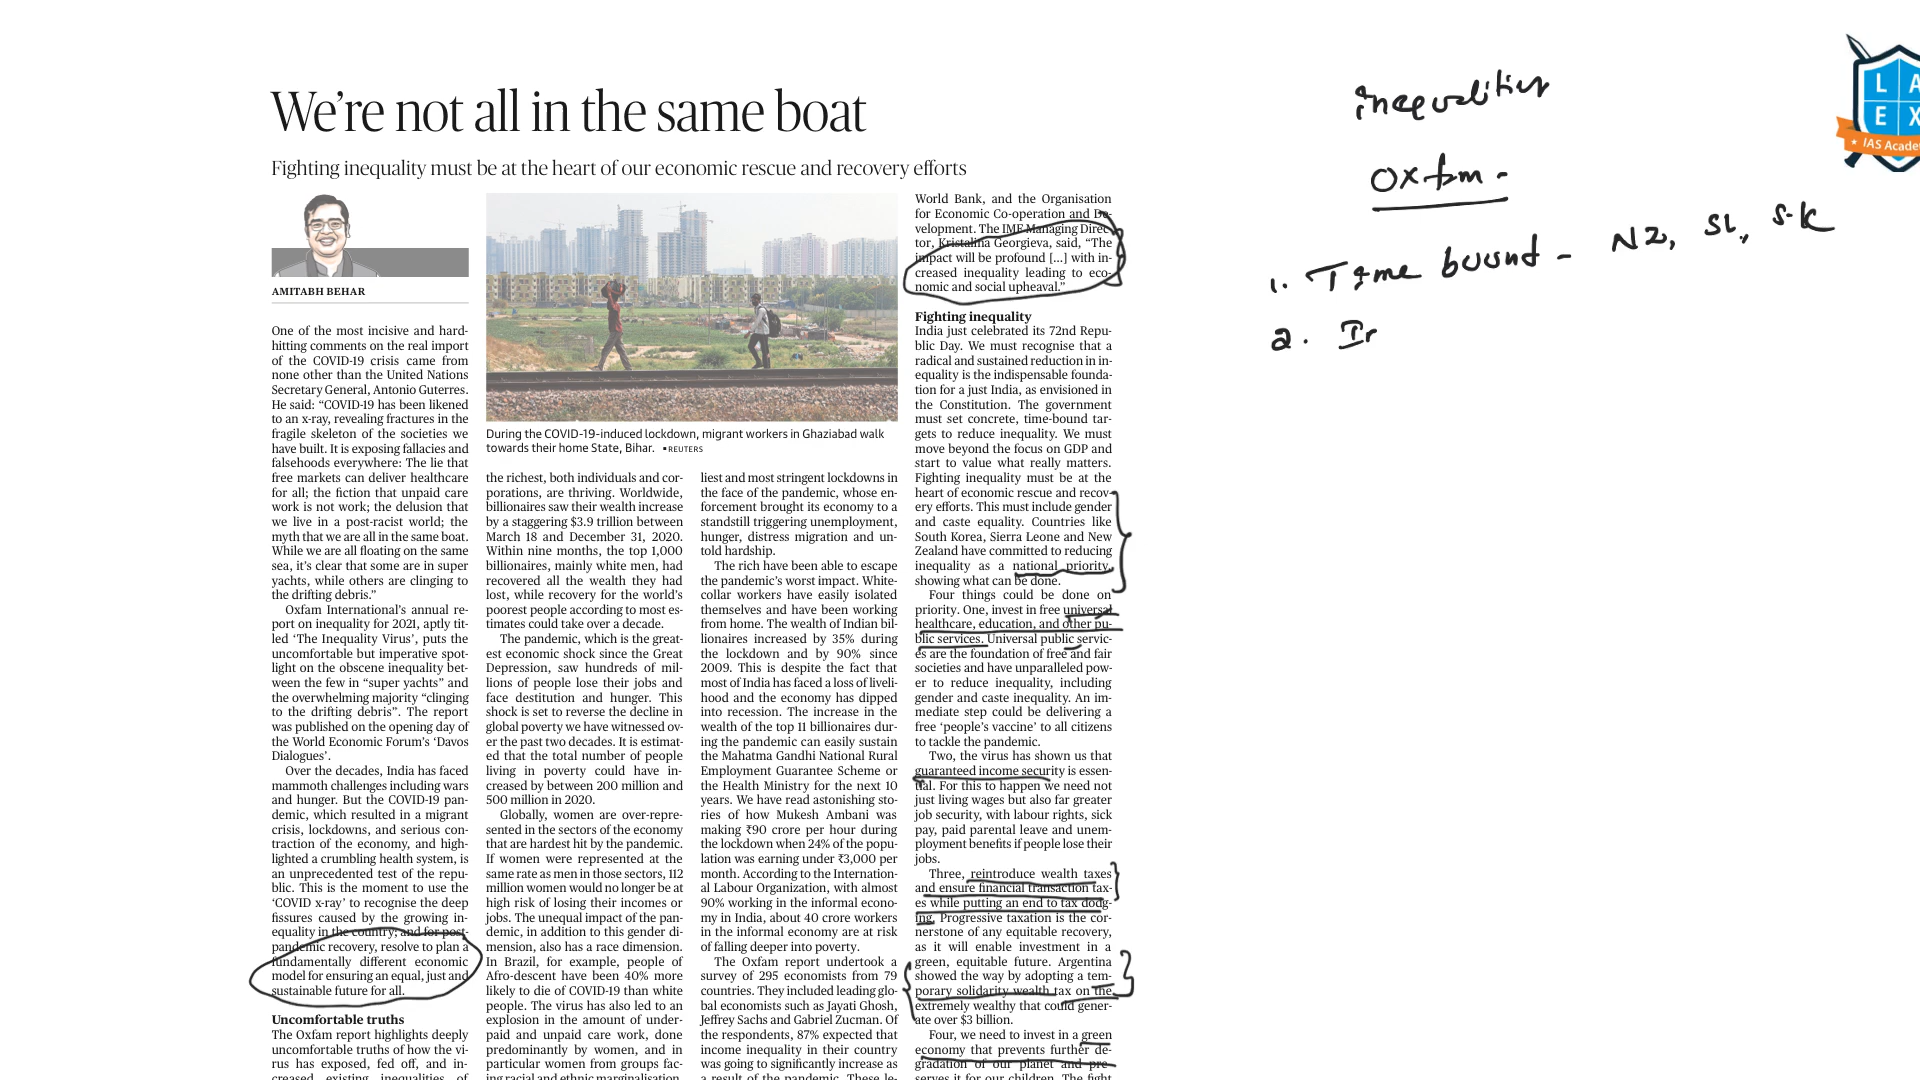 We're not all in the same boat
Fighting inequality must be at the heart of our economic rescue and recovery efforts
AMITABH BEHAR
One of the most incisive and hard-
hitting comments on the real import
of the COVID-19 crisis came from
none other than the United Nations
Secretary General, Antonio Guterres.
He said: “COVID-19 has been likened
to an x-ray, revealing fractures in the
fragile skeleton of the societies we
have built. It is exposing fallacies and
falsehoods everywhere: The lie that
free markets can deliver healthcare
for all; the fiction that unpaid care
work is not work; the delusion that
we live in a post-racist world; the
myth that we are all in the same boat.
While we are all floating on the same
sea, it’s clear that some are in super
yachts, while others are clinging to
the drifting debris.”
Oxfam International’s annual re-
port on inequality for 2021, aptly tit-
led ‘The Inequality Virus’, puts the
uncomfortable but imperative spot-
light on the obscene inequality bet-
ween the few in “super yachts” and
the overwhelming majority “clinging
to the drifting debris”. The report
was published on the opening day of
the World Economic Forum’s ‘Davos
Dialogues’.
Over the decades, India has faced
mammoth challenges including wars
and hunger. But the COVID-19 pan-
demic, which resulted in a migrant
crisis, lockdowns, and serious con-
traction of the economy, and high-
lighted a crumbling health system, is
an unprecedented test of the repu-
blic. This is the moment to use the
‘COVID x-ray’ to recognise the deep
fissures caused by the growing in-
equality in the country; and for post-
pandemic recovery, resolve to plan a
fundamentally different economic
model for ensuring an equal, just and
sustainable future for all.
Uncomfortable truths
The Oxfam report highlights deeply
uncomfortable truths of how the vi-
rus has exposed, fed off, and in-
creased existing inequalities of
During the COVID-19-induced lockdown, migrant workers in Ghaziabad walk
towards their home State, Bihar. ▪REUTERS
the richest, both individuals and cor-
porations, are thriving. Worldwide,
billionaires saw their wealth increase
by a staggering $3.9 trillion between
March 18 and December 31, 2020.
Within nine months, the top 1,000
billionaires, mainly white men, had
recovered all the wealth they had
lost, while recovery for the world’s
poorest people according to most es-
timates could take over a decade.
The pandemic, which is the great-
est economic shock since the Great
Depression, saw hundreds of mil-
lions of people lose their jobs and
face destitution and hunger. This
shock is set to reverse the decline in
global poverty we have witnessed ov-
er the past two decades. It is estimat-
ed that the total number of people
living in poverty could have in-
creased by between 200 million and
500 million in 2020.
Globally, women are over-repre-
sented in the sectors of the economy
that are hardest hit by the pandemic.
If women were represented at the
same rate as men in those sectors, 112
million women would no longer be at
high risk of losing their incomes or
jobs. The unequal impact of the pan-
demic, in addition to this gender di-
mension, also has a race dimension.
In Brazil, for example, people of
Afro-descent have been 40% more
likely to die of COVID-19 than white
people. The virus has also led to an
explosion in the amount of under-
paid and unpaid care work, done
predominantly by women, and in
particular women from groups fac-
ing racial and ethnic marginalisation.
liest and most stringent lockdowns in
the face of the pandemic, whose en-
forcement brought its economy to a
standstill triggering unemployment,
hunger, distress migration and un-
told hardship.
The rich have been able to escape
the pandemic’s worst impact. White-
collar workers have easily isolated
themselves and have been working
from home. The wealth of Indian bil-
lionaires increased by 35% during
the lockdown and by 90% since
2009. This is despite the fact that
most of India has faced a loss of liveli-
hood and the economy has dipped
into recession. The increase in the
wealth of the top 11 billionaires dur-
ing the pandemic can easily sustain
the Mahatma Gandhi National Rural
Employment Guarantee Scheme or
the Health Ministry for the next 10
years. We have read astonishing sto-
ries of how Mukesh Ambani was
making ₹90 crore per hour during
the lockdown when 24% of the popu-
lation was earning under ₹3,000 per
month. According to the Internation-
al Labour Organization, with almost
90% working in the informal econo-
my in India, about 40 crore workers
in the informal economy are at risk
of falling deeper into poverty.
The Oxfam report undertook a
survey of 295 economists from 79
countries. They included leading glo-
bal economists such as Jayati Ghosh,
Jeffrey Sachs and Gabriel Zucman. Of
the respondents, 87% expected that
income inequality in their country
was going to significantly increase as
a result of the pandemic. These le-
World Bank, and the Organisation
for Economic Co-operation and De-
velopment. The IMF Managing Direc-
tor, Kristalina Georgieva, said, “The
impact will be profound [...] with in-
creased inequality leading to eco-
nomic and social upheaval.”
Fighting inequality
India just celebrated its 72nd Repu-
blic Day. We must recognise that a
radical and sustained reduction in in-
equality is the indispensable founda-
tion for a just India, as envisioned in
the Constitution. The government
must set concrete, time-bound tar-
gets to reduce inequality. We must
move beyond the focus on GDP and
start to value what really matters.
Fighting inequality must be at the
heart of economic rescue and recov-
ery efforts. This must include gender
and caste equality. Countries like
South Korea, Sierra Leone and New
Zealand have committed to reducing
inequality as a national priority,
showing what can be done.
Four things could be done on
priority. One, invest in free universal
healthcare, education, and other pu-
blic services. Universal public servic-
es are the foundation of free and fair
societies and have unparalleled pow-
er to reduce inequality, including
gender and caste inequality. An im-
mediate step could be delivering a
free ‘people’s vaccine’ to all citizens
to tackle the pandemic.
Two, the virus has shown us that
guaranteed income security is essen-
tial. For this to happen we need not
just living wages but also far greater
job security, with labour rights, sick
pay, paid parental leave and unem-
ployment benefits if people lose their
jobs.
Three, reintroduce wealth taxes
and ensure financial transaction tax-
es while putting an end to tax dodg-
ing. Progressive taxation is the cor-
nerstone of any equitable recovery,
as it will enable investment in a
green, equitable future. Argentina
showed the way by adopting a tem-
porary solidarity wealth tax on the
extremely wealthy that could gener-
ate over $3 billion.
Four, we need to invest in a green
economy that prevents further de-
gradation of our planet and pre-
serves it for our children. The fight
inequalities
Oxfam -
1. Time bound - NZ, SL, S.K
2. In
L A
E X
IAS Acade